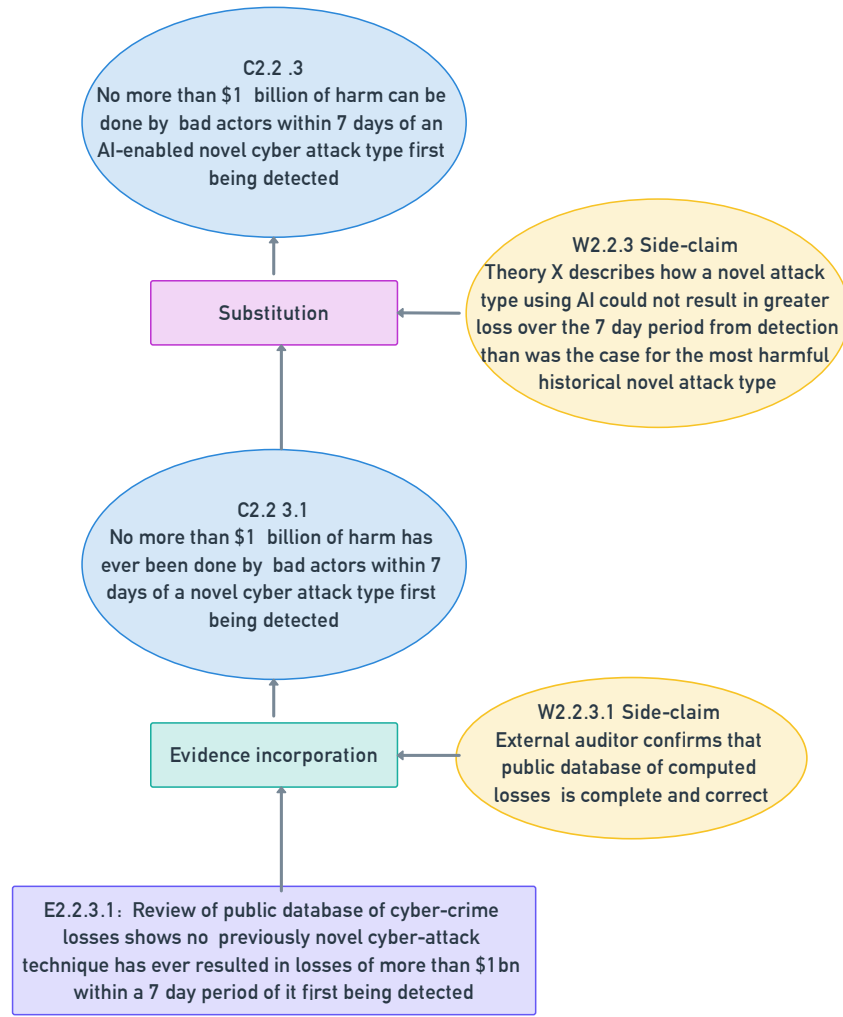 C2.2 .3
No more than $1 billion of harm can be
done by bad actors within 7 days of an
AI-enabled novel cyber attack type first
being detected
W2.2.3 Side-claim
Theory X describes how a novel attack
type using AI could not result in greater
loss over the 7 day period from detection
than was the case for the most harmful
historical novel attack type
Substitution
C2.2 3.1
No more than $1 billion of harm has
ever been done by bad actors within 7
days of a novel cyber attack type first
being detected
W2.2.3.1 Side-claim
External auditor confirms that
public database of computed
losses is complete and correct
Evidence incorporation
E2.2.3.1: Review of public database of cyber-crime
losses shows no previously novel cyber-attack
technique has ever resulted in losses of more than $1bn
within a 7 day period of it first being detected